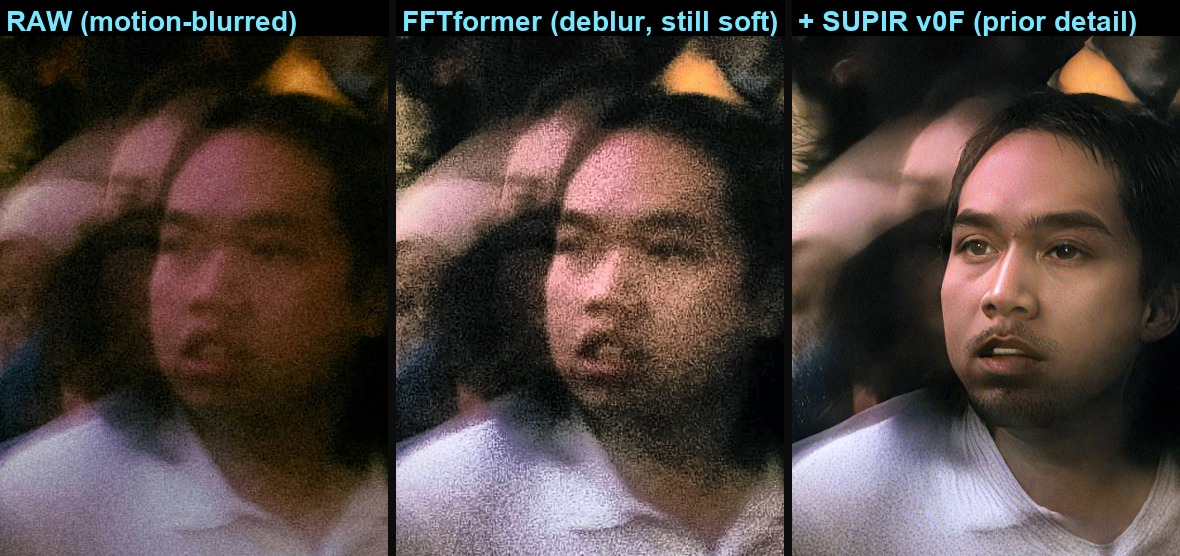 RAW (motion-blurred)
FFTformer (deblur, still soft)
+ SUPIR v0F (prior detail)